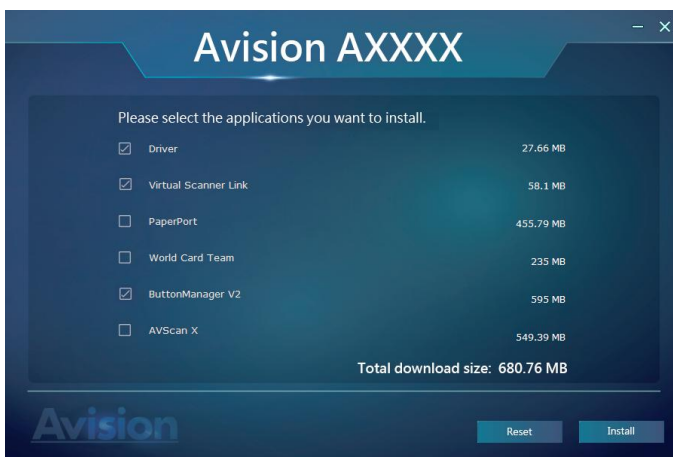 Avision AXXXX
Please select the applications you want to install.
Driver 27.66 MB
Virtual Scanner Link 58.1 MB
PaperPort 455.79 MB
World Card Team 235 MB
ButtonManager V2 595 MB
AVScan X 549.39 MB
Total download size: 680.76 MB
Avision
Reset Install